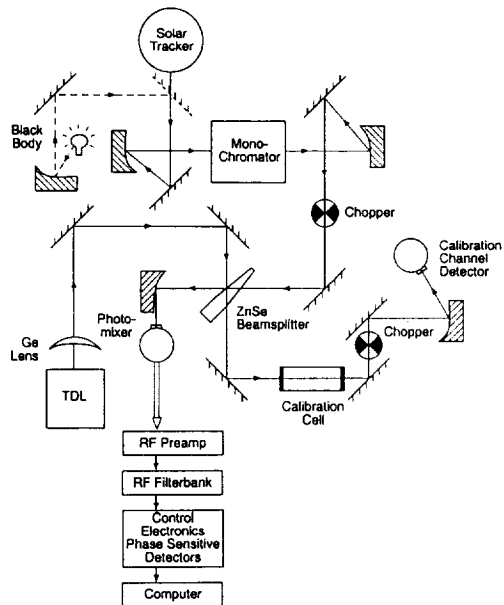 Solar
Tracker
Black
Body
Mono-
Chromator
Chopper
Calibration
Channel
Detector
Photo-
mixer
ZnSe
Beamsplitter
Chopper
Ge
Lens
TDL
Calibration
Cell
RF Preamp
RF Filterbank
Control
Electronics
Phase Sensitive
Detectors
Computer